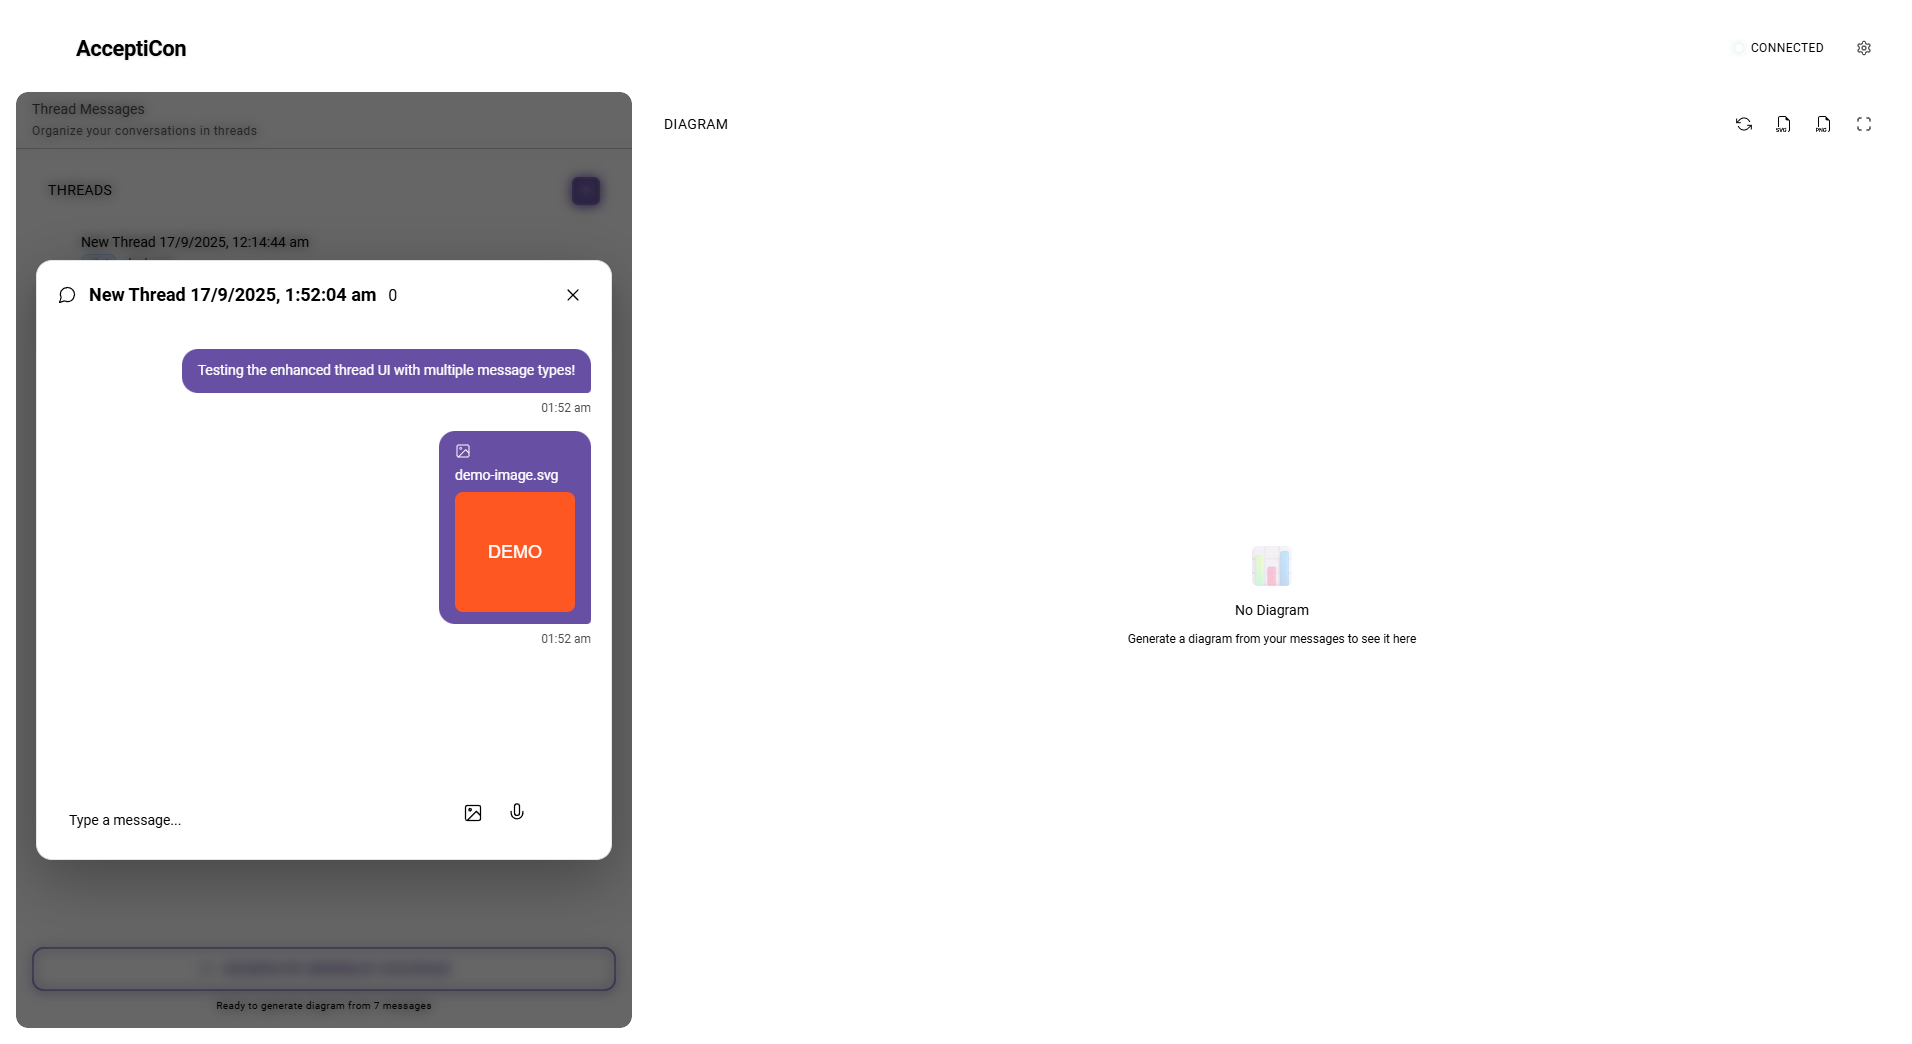 AcceptiCon
CONNECTED
Thread Messages
Organize your conversations in threads
THREADS
New Thread 17/9/2025, 12:14:44 am
New Thread 17/9/2025, 1:52:04 am 0
Testing the enhanced thread UI with multiple message types!
01:52 am
demo-image.svg
DEMO
01:52 am
Type a message...
Ready to generate diagram from 7 messages
DIAGRAM
SVG
PNG
No Diagram
Generate a diagram from your messages to see it here